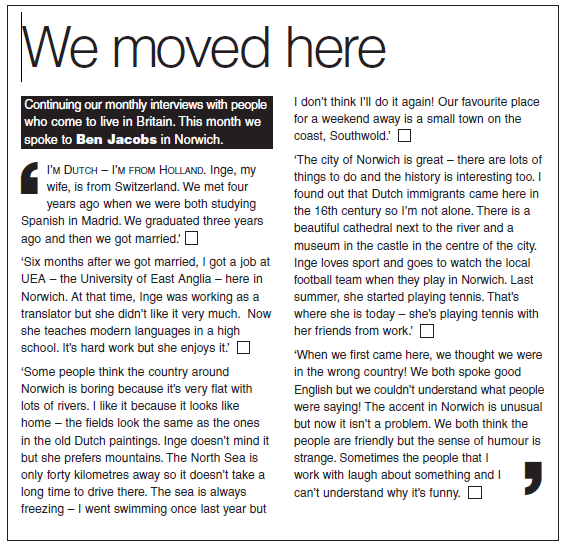 We moved here
Continuing our monthly interviews with people
who come to live in Britain. This month we
spoke to Ben Jacobs in Norwich.
‘I'M DUTCH – I'M FROM HOLLAND. Inge, my
wife, is from Switzerland. We met four
years ago when we were both studying
Spanish in Madrid. We graduated three years
ago and then we got married.’
‘Six months after we got married, I got a job at
UEA – the University of East Anglia – here in
Norwich. At that time, Inge was working as a
translator but she didn't like it very much. Now
she teaches modern languages in a high
school. It's hard work but she enjoys it.’
‘Some people think the country around
Norwich is boring because it's very flat with
lots of rivers. I like it because it looks like
home – the fields look the same as the ones
in the old Dutch paintings. Inge doesn't mind it
but she prefers mountains. The North Sea is
only forty kilometres away so it doesn't take a
long time to drive there. The sea is always
freezing – I went swimming once last year but
I don't think I'll do it again! Our favourite place
for a weekend away is a small town on the
coast, Southwold.’
‘The city of Norwich is great – there are lots of
things to do and the history is interesting too. I
found out that Dutch immigrants came here in
the 16th century so I'm not alone. There is a
beautiful cathedral next to the river and a
museum in the castle in the centre of the city.
Inge loves sport and goes to watch the local
football team when they play in Norwich. Last
summer, she started playing tennis. That's
where she is today – she's playing tennis with
her friends from work.’
‘When we first came here, we thought we were
in the wrong country! We both spoke good
English but we couldn't understand what people
were saying! The accent in Norwich is unusual
but now it isn't a problem. We both think the
people are friendly but the sense of humour is
strange. Sometimes the people that I
work with laugh about something and I
can't understand why it's funny. ’